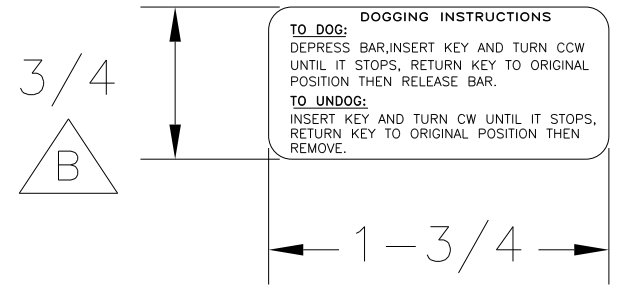 DOGGING INSTRUCTIONS
TO DOG:
DEPRESS BAR,INSERT KEY AND TURN CCW
UNTIL IT STOPS, RETURN KEY TO ORIGINAL
POSITION THEN RELEASE BAR.
TO UNDOG:
INSERT KEY AND TURN CW UNTIL IT STOPS,
RETURN KEY TO ORIGINAL POSITION THEN
REMOVE.
3/4
B
1-3/4